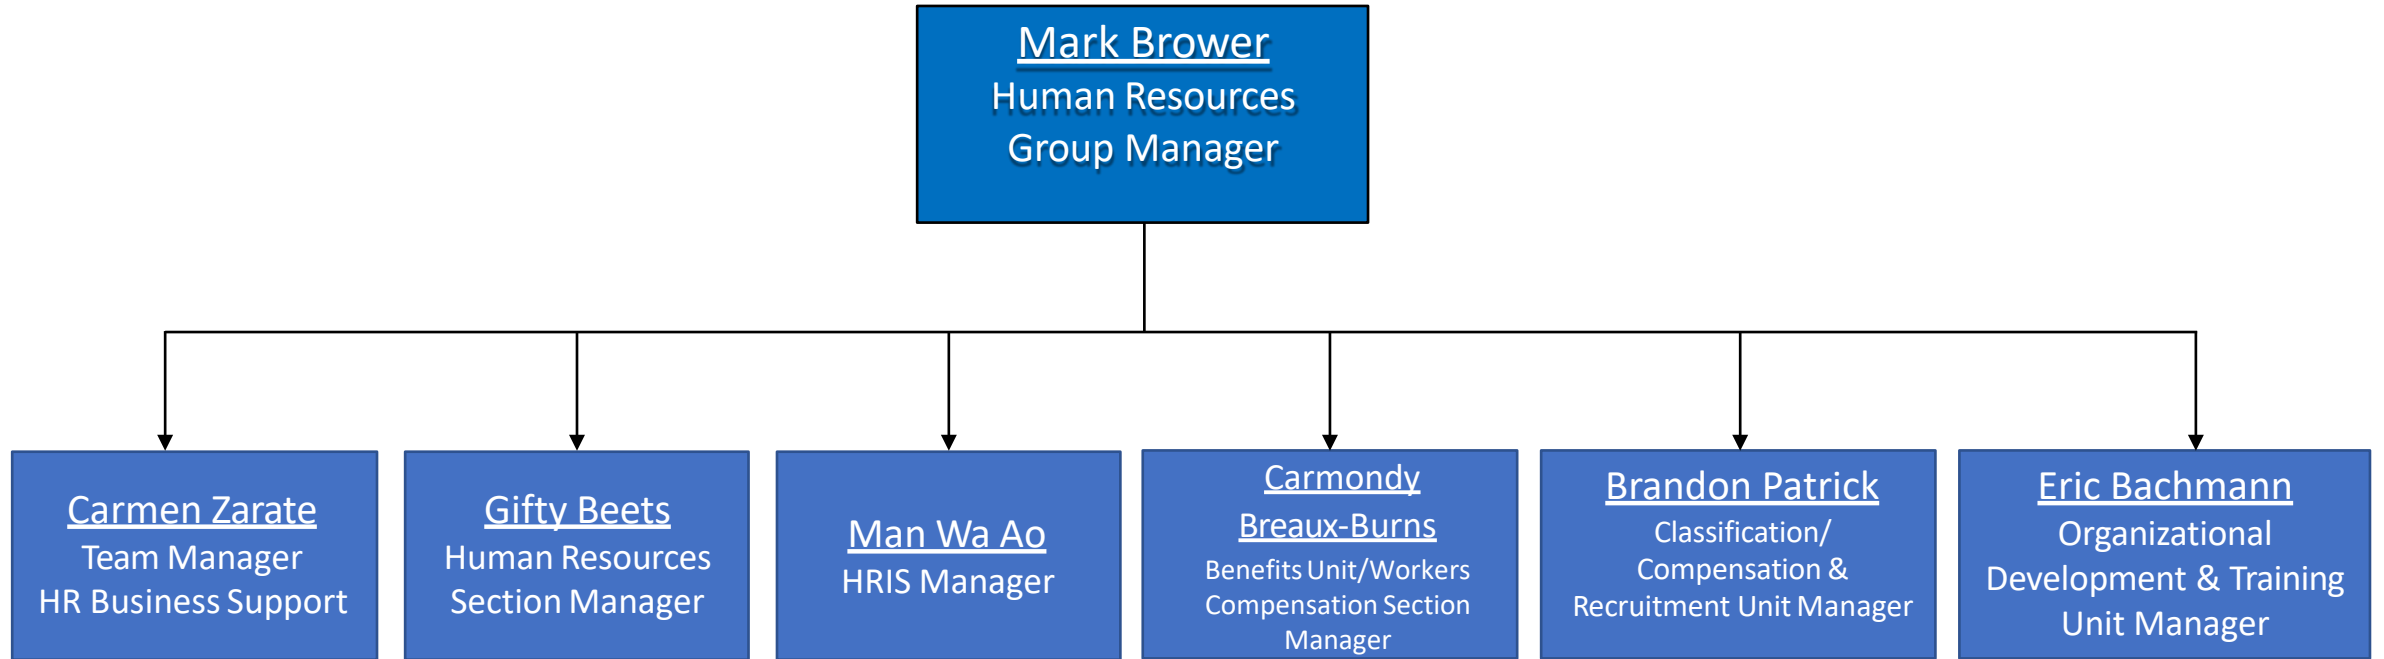 Mark Brower
Human Resources
Group Manager
Carmen Zarate
Team Manager
HR Business Support
Gifty Beets
Human Resources
Section Manager
Man Wa Ao
HRIS Manager
Carmondy
Breaux-Burns
Benefits Unit/Workers
Compensation Section
Manager
Brandon Patrick
Classification/
Compensation &
Recruitment Unit Manager
Eric Bachmann
Organizational
Development & Training
Unit Manager